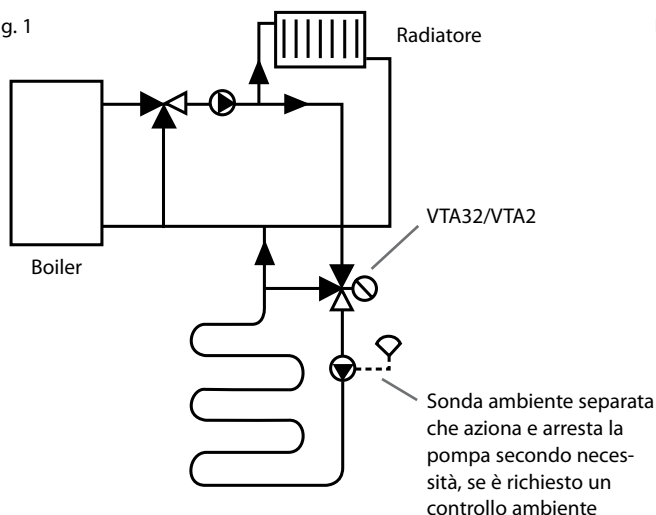 g. 1
Radiatore
VTA32/VTA2
Boiler
Sonda ambiente separata
che aziona e arresta la
pompa secondo neces-
sità, se è richiesto un
controllo ambiente